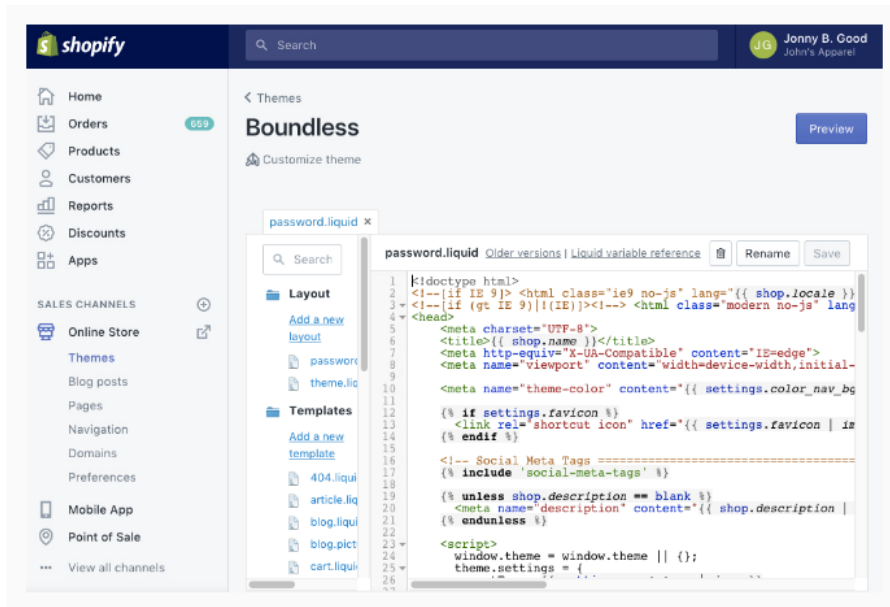 shopify
Search
JG
Jonny B. Good
John's Apparel
Home
Orders 659
Products
Customers
Reports
Discounts
Apps
SALES CHANNELS
Online Store
Themes
Blog posts
Pages
Navigation
Domains
Preferences
Mobile App
Point of Sale
View all channels
Themes
Boundless
Preview
Customize theme
password.liquid ×
Search
Layout
Add a new
layout
password
theme.liq
Templates
Add a new
template
404.liqui
article.liq
blog.liqui
blog.pict
cart.liqui
password.liquid Older versions | Liquid variable reference Rename Save
1 <!doctype html>
2 <!--[if IE 9]> <html class="ie9 no-js" lang="{{ shop.locale }}
3 <!--[if (gt IE 9)|!(IE)]><!--> <html class="modern no-js" lang
4 <head>
5 <meta charset="UTF-8">
6 <title>{{ shop.name }}</title>
7 <meta http-equiv="X-UA-Compatible" content="IE=edge">
8 <meta name="viewport" content="width=device-width,initial-
9
10 <meta name="theme-color" content="{{ settings.color_nav_bg
11
12 {% if settings.favicon %}
13 <link rel="shortcut icon" href="{{ settings.favicon | im
14 {% endif %}
15
16 <!-- Social Meta Tags ====================================
17 {% include 'social-meta-tags' %}
18
19 {% unless shop.description == blank %}
20 <meta name="description" content="{{ shop.description |
21 {% endunless %}
22
23 <script>
24 window.theme = window.theme || {};
25 theme.settings = {
26